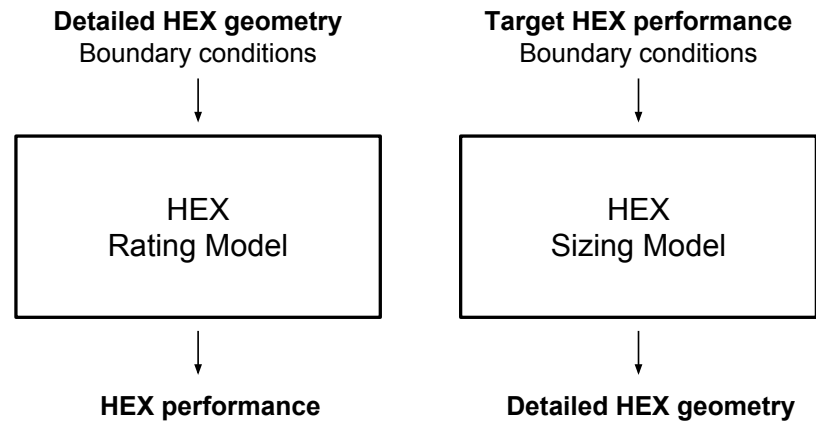 Detailed HEX geometry
Boundary conditions
HEX
Rating Model
HEX performance
Target HEX performance
Boundary conditions
HEX
Sizing Model
Detailed HEX geometry